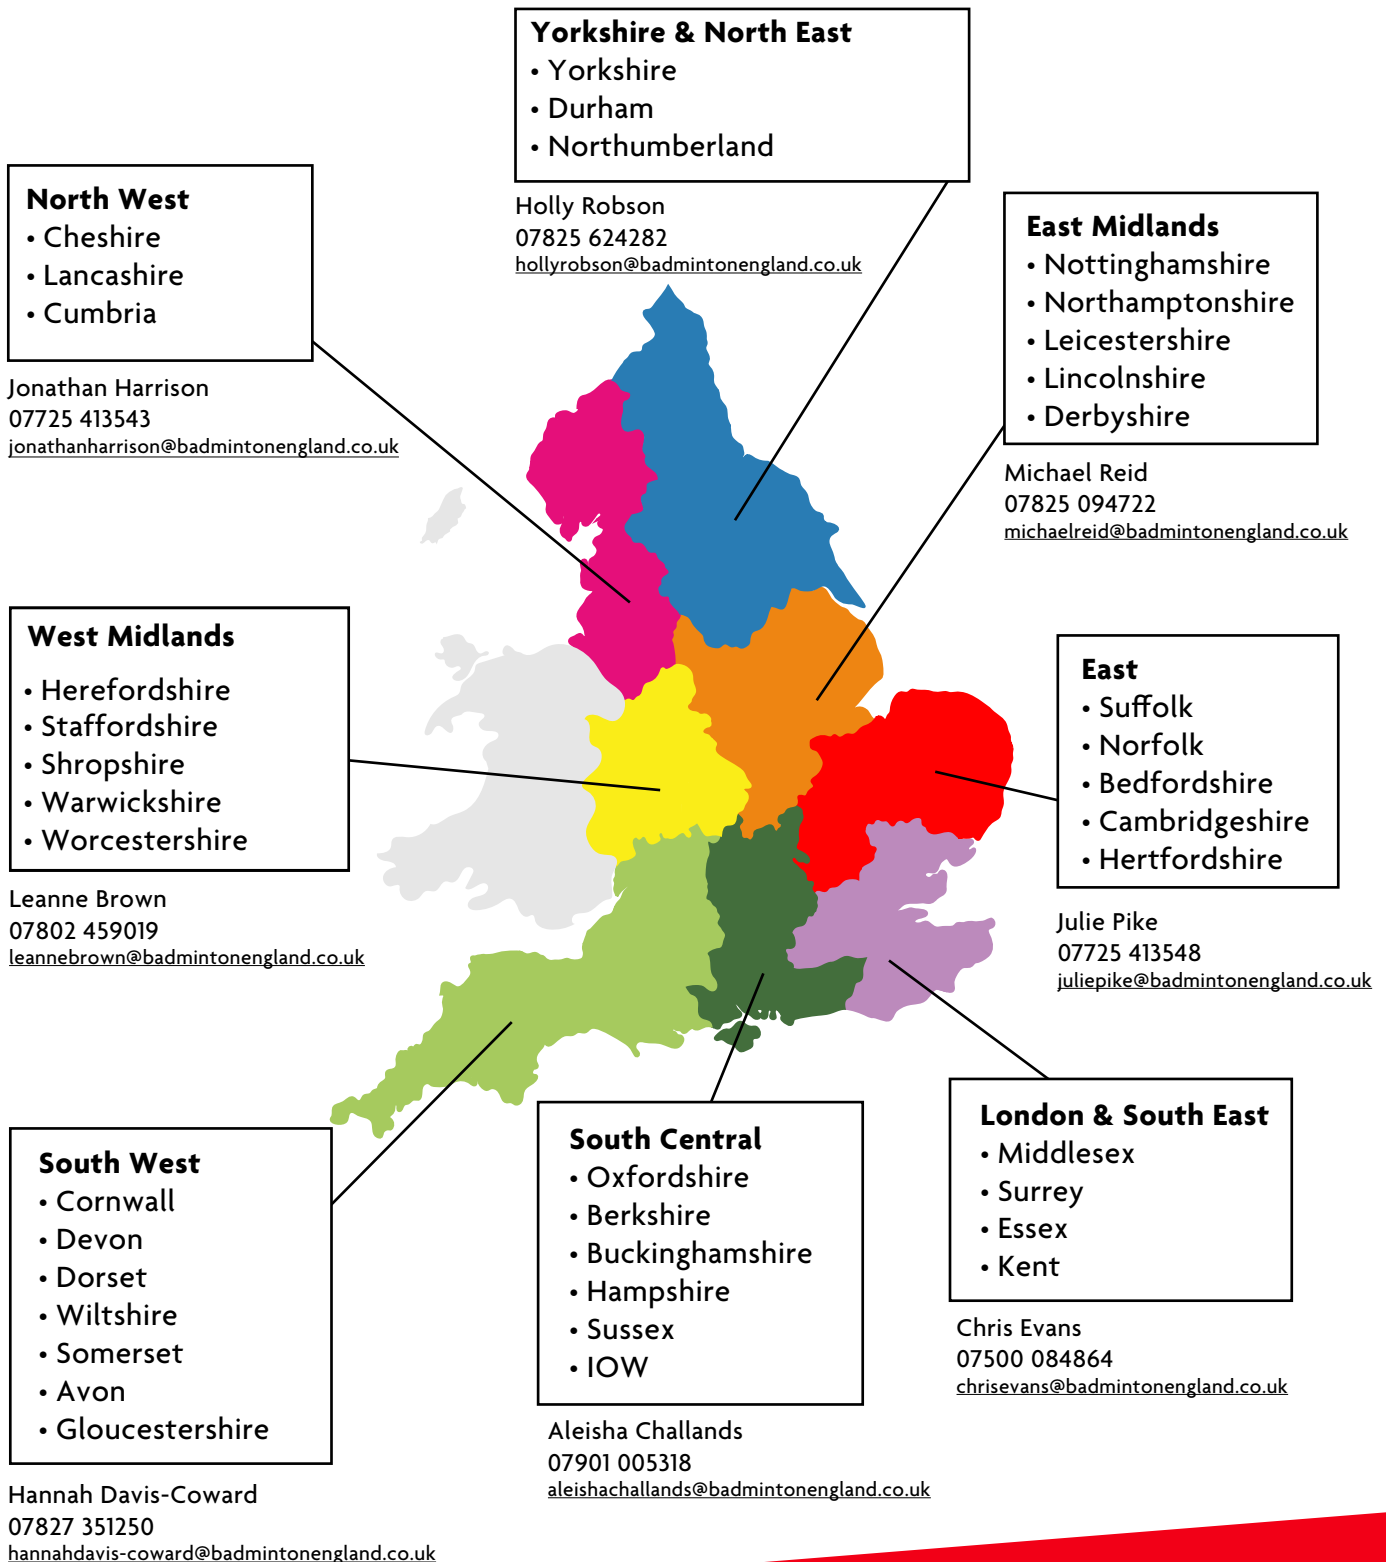 Yorkshire & North East
• Yorkshire
• Durham
• Northumberland
Holly Robson
07825 624282
hollyrobson@badmintonengland.co.uk
North West
• Cheshire
• Lancashire
• Cumbria
Jonathan Harrison
07725 413543
jonathanharrison@badmintonengland.co.uk
East Midlands
• Nottinghamshire
• Northamptonshire
• Leicestershire
• Lincolnshire
• Derbyshire
Michael Reid
07825 094722
michaelreid@badmintonengland.co.uk
West Midlands
• Herefordshire
• Staffordshire
• Shropshire
• Warwickshire
• Worcestershire
Leanne Brown
07802 459019
leannebrown@badmintonengland.co.uk
East
• Suffolk
• Norfolk
• Bedfordshire
• Cambridgeshire
• Hertfordshire
Julie Pike
07725 413548
juliepike@badmintonengland.co.uk
South West
• Cornwall
• Devon
• Dorset
• Wiltshire
• Somerset
• Avon
• Gloucestershire
Hannah Davis-Coward
07827 351250
hannahdavis-coward@badmintonengland.co.uk
South Central
• Oxfordshire
• Berkshire
• Buckinghamshire
• Hampshire
• Sussex
• IOW
Aleisha Challands
07901 005318
aleishachallands@badmintonengland.co.uk
London & South East
• Middlesex
• Surrey
• Essex
• Kent
Chris Evans
07500 084864
chrisevans@badmintonengland.co.uk